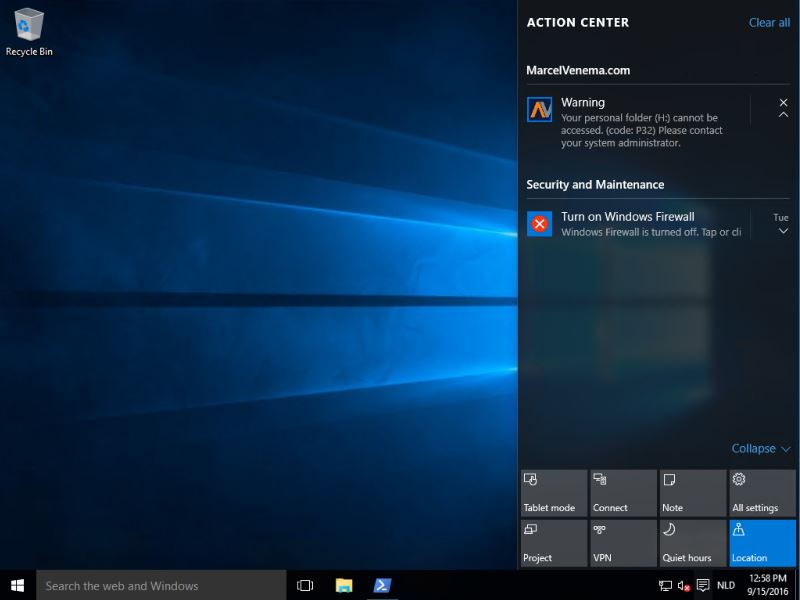 Recycle Bin
ACTION CENTER
Clear all
MarcelVenema.com
Warning
Your personal folder (H:) cannot be
accessed. (code: P32) Please contact
your system administrator.
Security and Maintenance
Turn on Windows Firewall
Tue
Windows Firewall is turned off. Tap or cli
Collapse
Tablet mode
Connect
Note
All settings
Project
VPN
Quiet hours
Location
Search the web and Windows
NLD
12:58 PM
9/15/2016